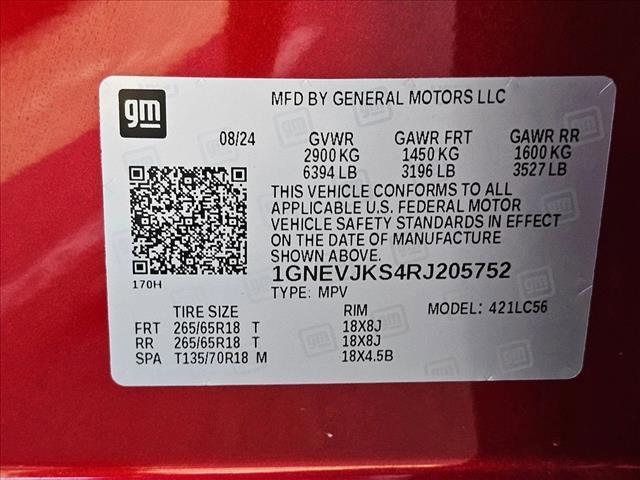 gm
MFD BY GENERAL MOTORS LLC
08/24 GVWR GAWR FRT GAWR RR
2900 KG 1450 KG 1600 KG
6394 LB 3196 LB 3527 LB
THIS VEHICLE CONFORMS TO ALL
APPLICABLE U.S. FEDERAL MOTOR
VEHICLE SAFETY STANDARDS IN EFFECT
ON THE DATE OF MANUFACTURE
SHOWN ABOVE.
170H
1GNEVJKS4RJ205752
TYPE: MPV MODEL: 421LC56
TIRE SIZE RIM
FRT 265/65R18 T 18X8J
RR 265/65R18 T 18X8J
SPA T135/70R18 M 18X4.5B